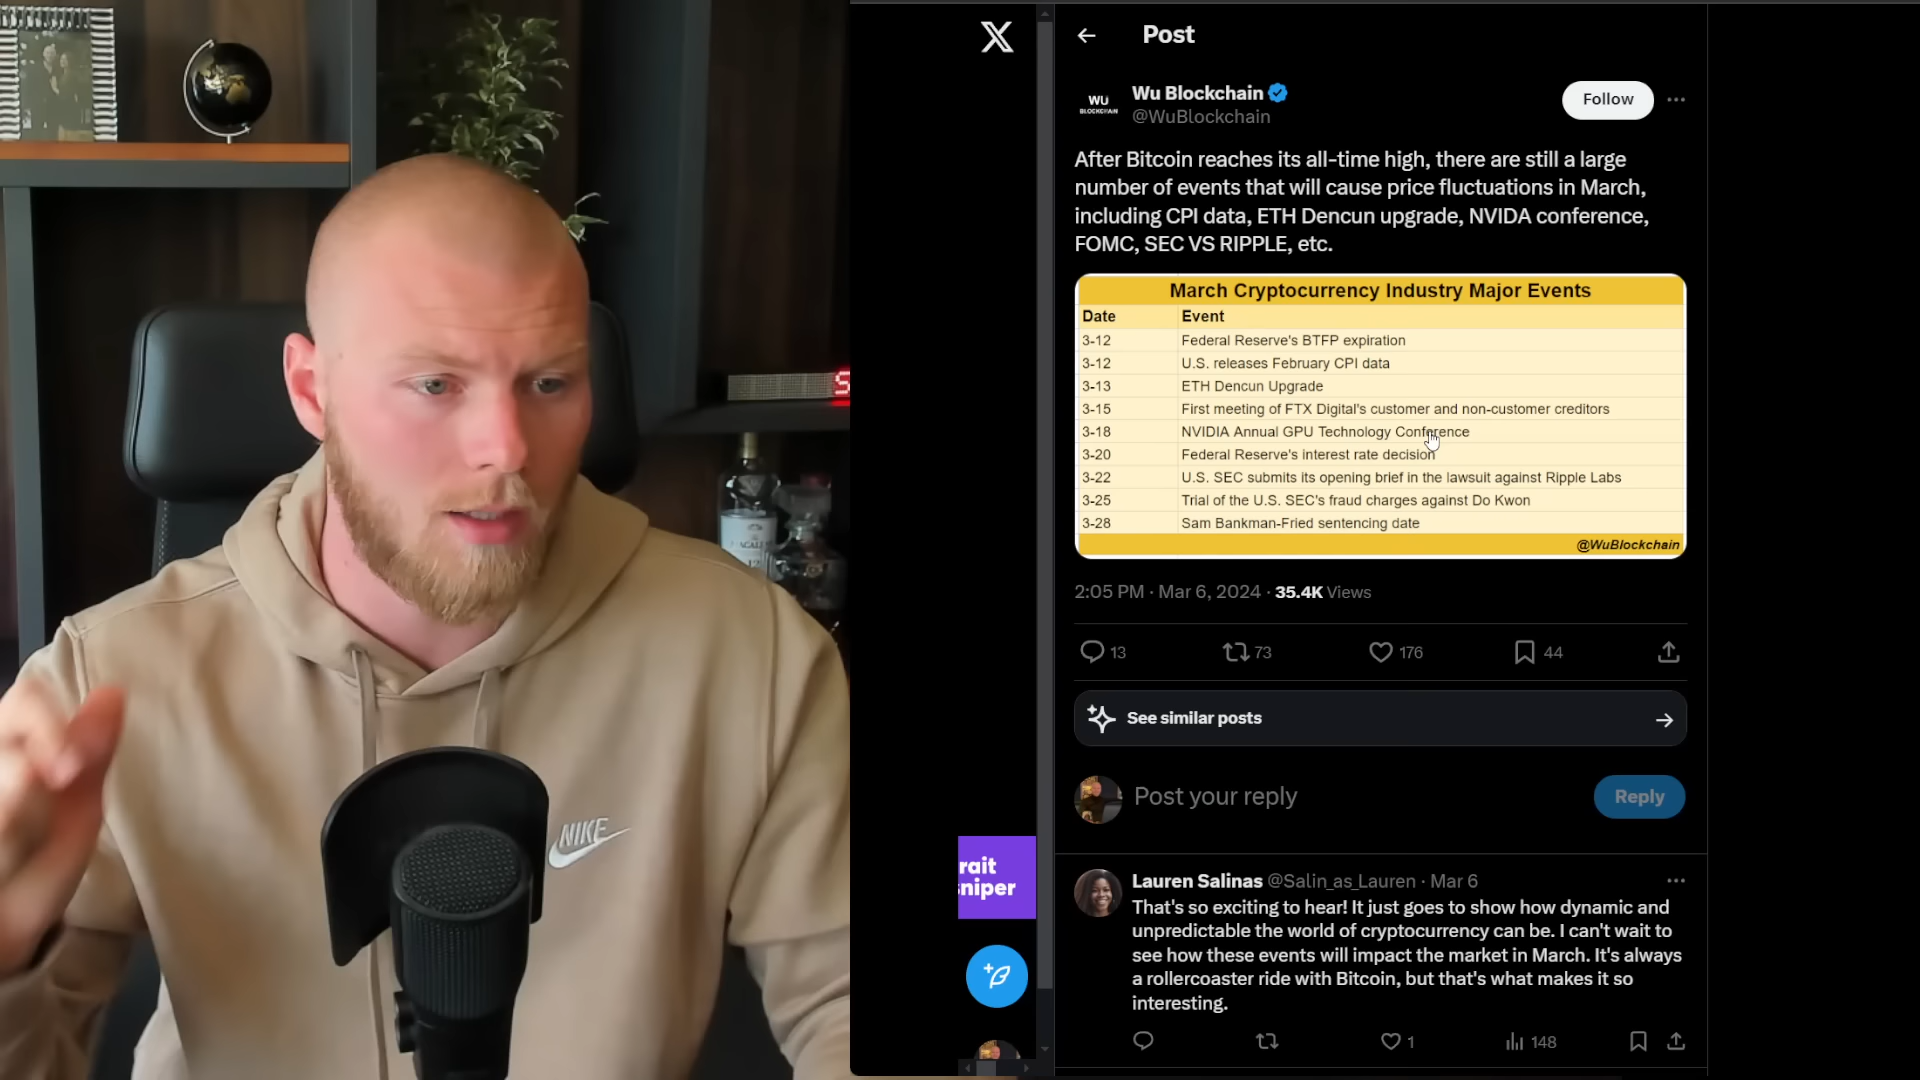 Post
WU
BLOCKCHAIN
Wu Blockchain
@WuBlockchain
Follow
After Bitcoin reaches its all-time high, there are still a large
number of events that will cause price fluctuations in March,
including CPI data, ETH Dencun upgrade, NVIDA conference,
FOMC, SEC VS RIPPLE, etc.
March Cryptocurrency Industry Major Events
Date Event
3-12 Federal Reserve's BTFP expiration
3-12 U.S. releases February CPI data
3-13 ETH Dencun Upgrade
3-15 First meeting of FTX Digital's customer and non-customer creditors
3-18 NVIDIA Annual GPU Technology Conference
3-20 Federal Reserve's interest rate decision
3-22 U.S. SEC submits its opening brief in the lawsuit against Ripple Labs
3-25 Trial of the U.S. SEC's fraud charges against Do Kwon
3-28 Sam Bankman-Fried sentencing date
@WuBlockchain
2:05 PM · Mar 6, 2024 · 35.4K Views
13 73 176 44
See similar posts
Post your reply
Reply
Lauren Salinas @Salin_as_Lauren · Mar 6
That's so exciting to hear! It just goes to show how dynamic and
unpredictable the world of cryptocurrency can be. I can't wait to
see how these events will impact the market in March. It's always
a rollercoaster ride with Bitcoin, but that's what makes it so
interesting.
1 148
rait
sniper
NIKE